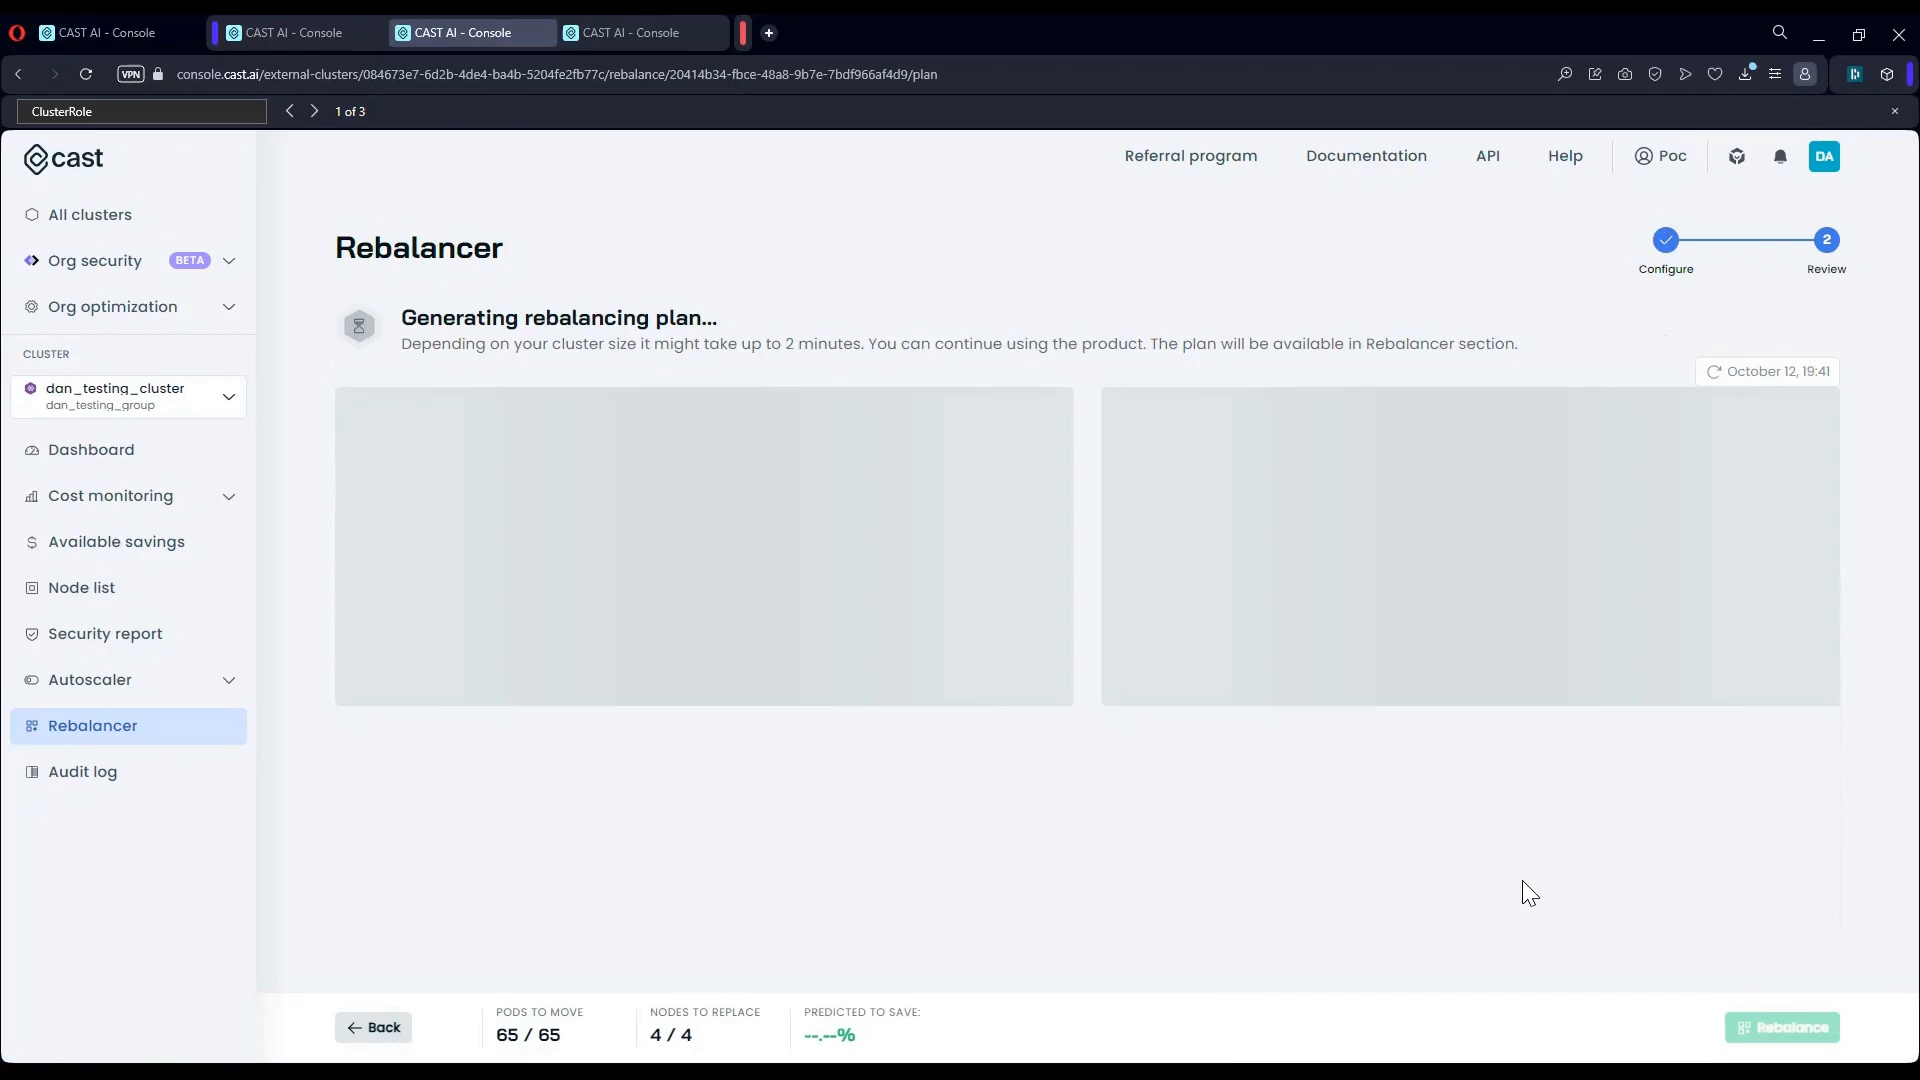 CAST AI - Console
CAST AI - Console
CAST AI - Console
CAST AI - Console
VPN
console.cast.ai/external-clusters/084673e7-6d2b-4de4-ba4b-5204fe2fb77c/rebalance/20414b34-fbce-48a8-9b7e-7bdf966af4d9/plan
ClusterRole
1 of 3
cast
Referral program
Documentation
API
Help
Poc
DA
All clusters
Org security BETA
Org optimization
CLUSTER
dan_testing_cluster
dan_testing_group
Dashboard
Cost monitoring
Available savings
Node list
Security report
Autoscaler
Rebalancer
Audit log
Rebalancer
2
Configure
Review
Generating rebalancing plan...
Depending on your cluster size it might take up to 2 minutes. You can continue using the product. The plan will be available in Rebalancer section.
October 12, 19:41
Back
PODS TO MOVE
65 / 65
NODES TO REPLACE
4 / 4
PREDICTED TO SAVE:
--.--%
Rebalance